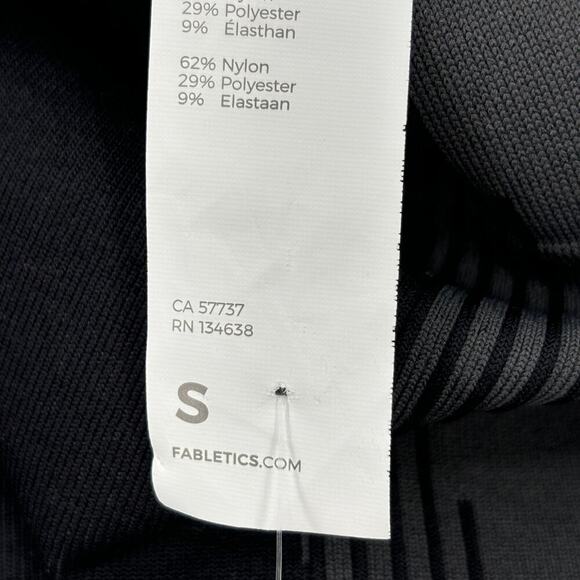 29% Polyester
9% Élasthan
62% Nylon
29% Polyester
9% Elastaan
CA 57737
RN 134638
S
FABLETICS.COM